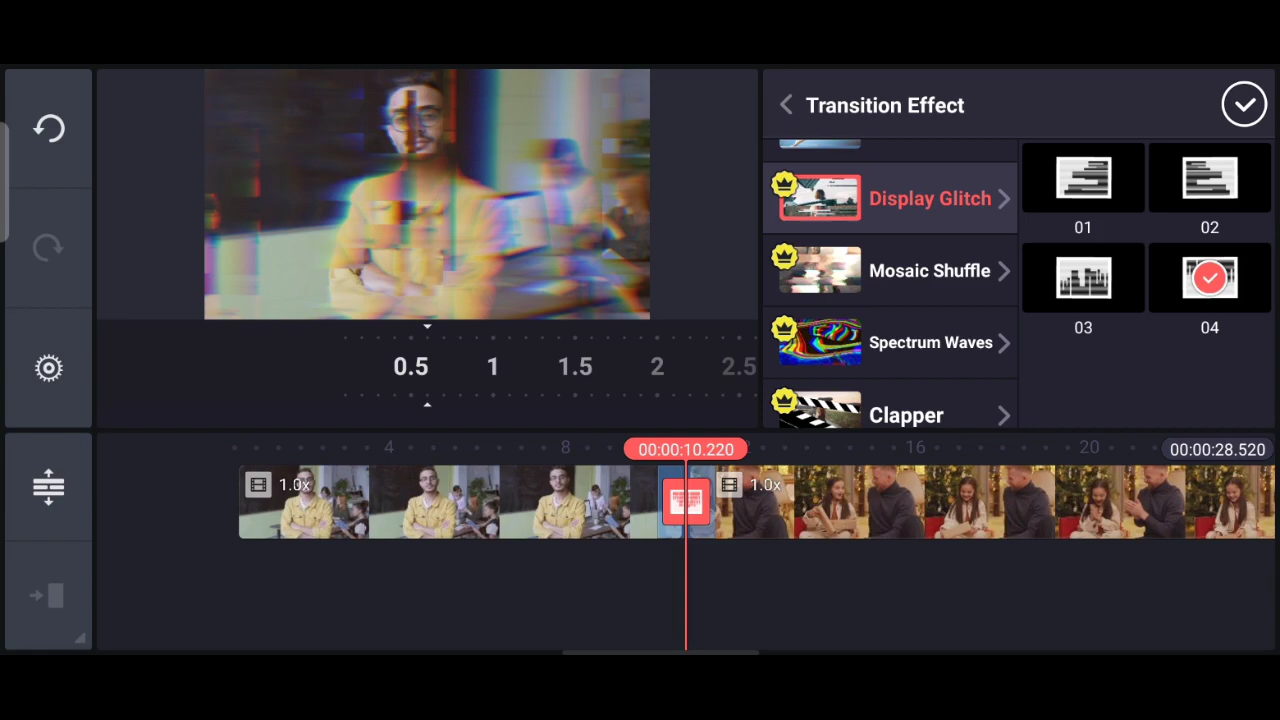 Transition Effect
Display Glitch
Mosaic Shuffle
Spectrum Waves
Clapper
01
02
03
04
0.5 1 1.5 2 2.5
4 8 16 20
00:00:10.220
00:00:28.520
1.0x
1.0x